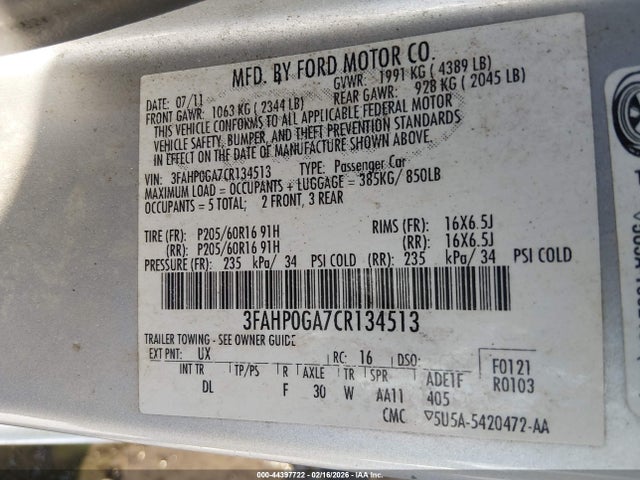 MFD. BY FORD MOTOR CO.
DATE: 07/11 GVWR: 1991 KG ( 4389 LB)
FRONT GAWR: 1063 KG ( 2344 LB) REAR GAWR: 928 KG ( 2045 LB)
THIS VEHICLE CONFORMS TO ALL APPLICABLE FEDERAL MOTOR
VEHICLE SAFETY, BUMPER, AND THEFT PREVENTION STANDARDS
IN EFFECT ON THE DATE OF MANUFACTURE SHOWN ABOVE.
VIN: 3FAHP0GA7CR134513 TYPE: Passenger Car
MAXIMUM LOAD = OCCUPANTS + LUGGAGE = 385KG/ 850LB
OCCUPANTS = 5 TOTAL; 2 FRONT, 3 REAR
TIRE (FR): P205/60R16 91H RIMS (FR): 16X6.5J
(RR): P205/60R16 91H (RR): 16X6.5J
PRESSURE (FR): 235 kPa/ 34 PSI COLD (RR): 235 kPa/ 34 PSI COLD
3FAHP0GA7CR134513
TRAILER TOWING - SEE OWNER GUIDE
EXT PNT: UX RC: 16 DSO: F0121
INT TR TP/PS R AXLE TR SPR ADE1F R0103
DL F 30 W AA11 405
CMC ▽5U5A-5420472-AA
000-44397722 - 02/16/2026 - IAAI.COM